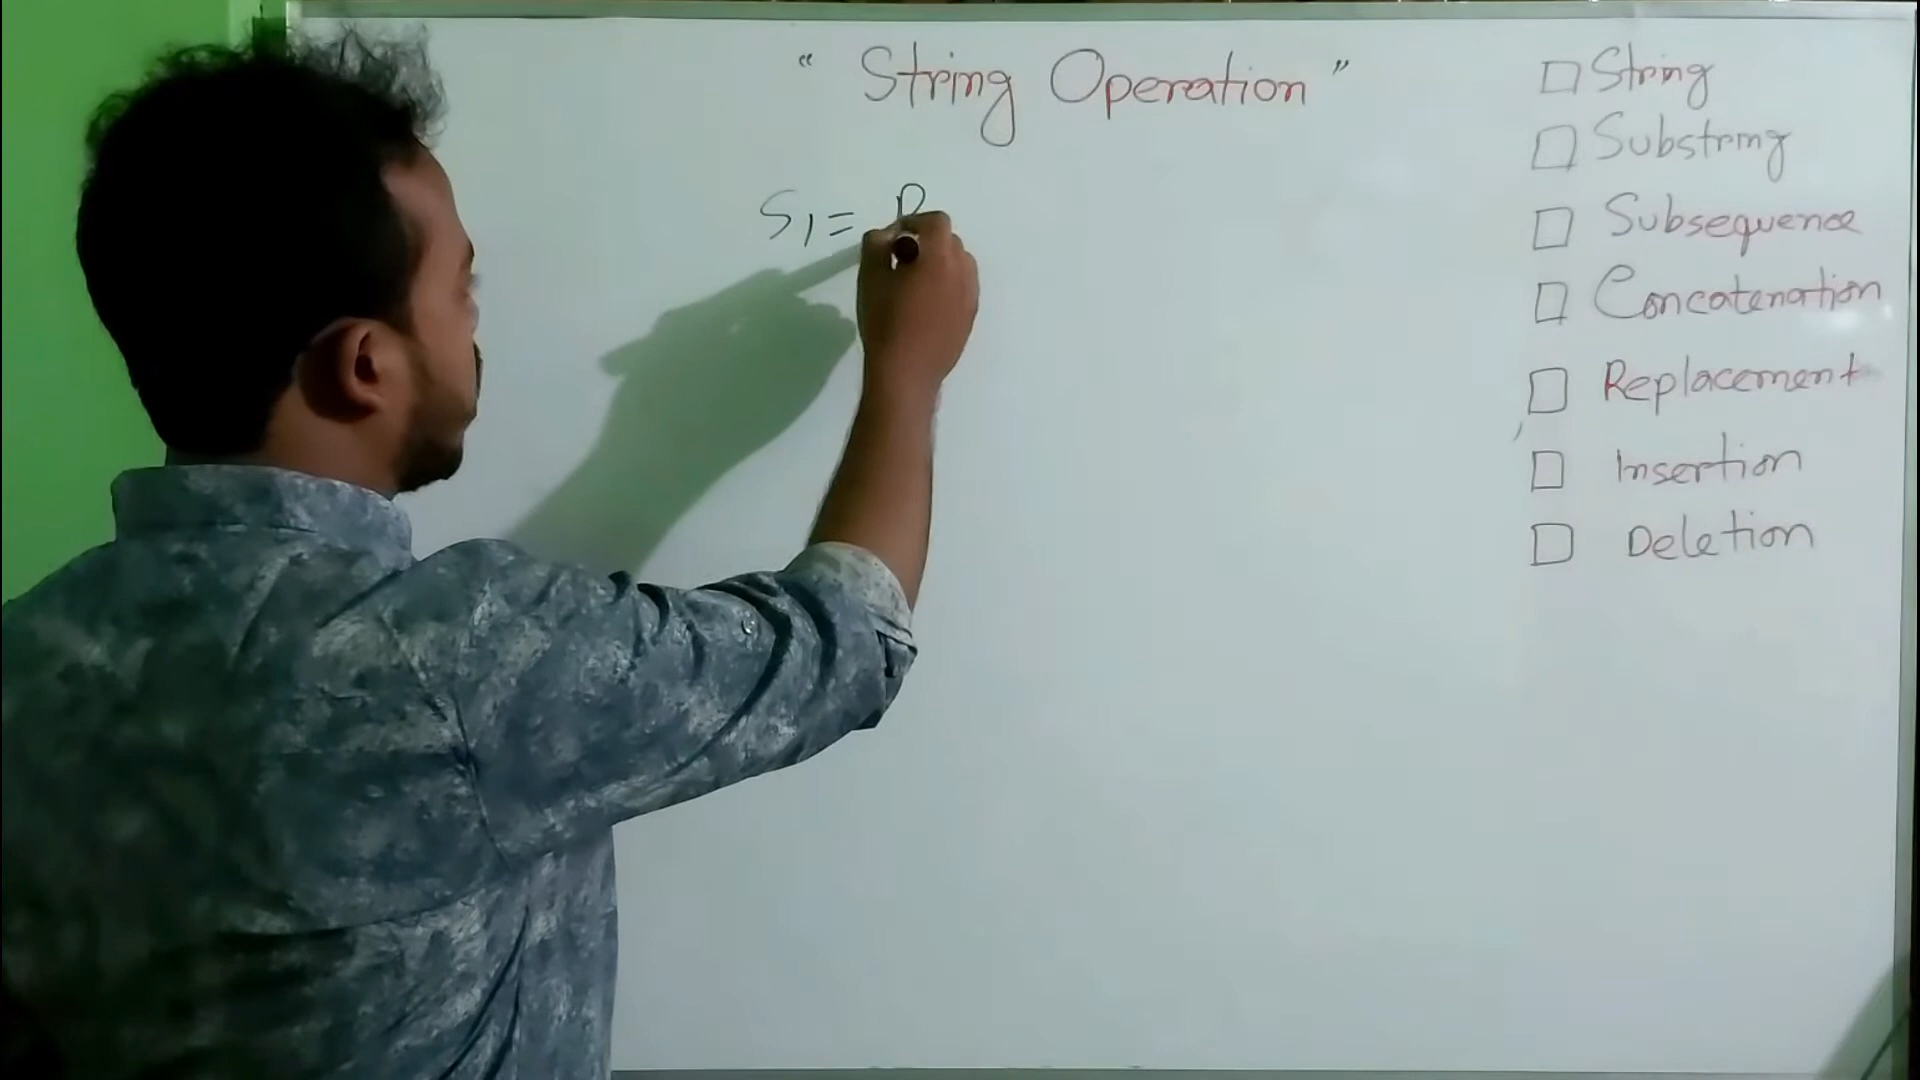 " String Operation "
S1 =
□ String
□ Substring
□ Subsequence
□ Concatenation
□ Replacement
□ Insertion
□ Deletion